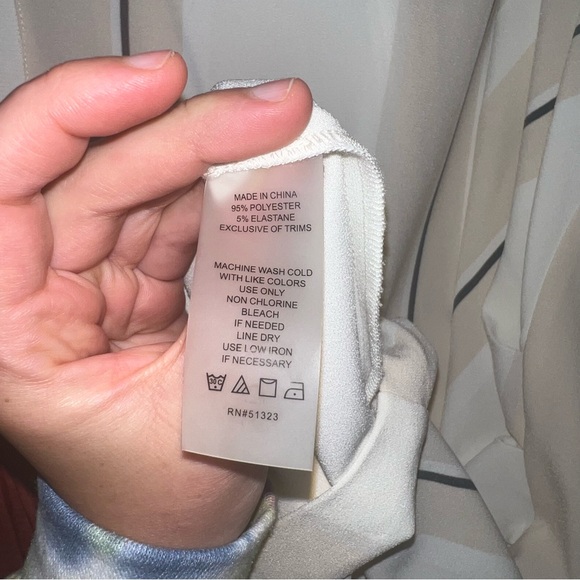 MADE IN CHINA
95% POLYESTER
5% ELASTANE
EXCLUSIVE OF TRIMS
MACHINE WASH COLD
WITH LIKE COLORS
USE ONLY
NON CHLORINE
BLEACH
IF NEEDED
LINE DRY
USE LOW IRON
IF NECESSARY
30C
RN#51323